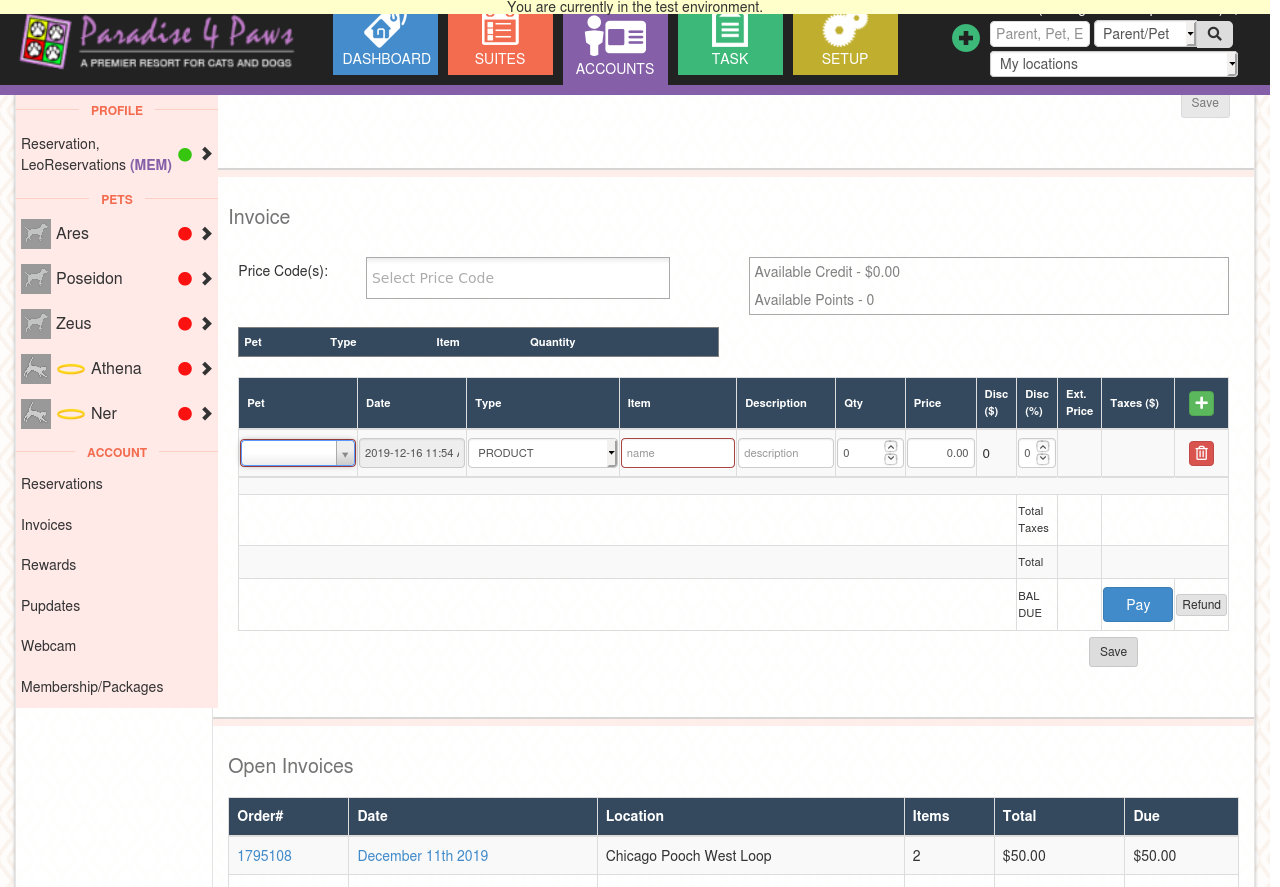 You are currently in the test environment.
Paradise 4 Paws
A PREMIER RESORT FOR CATS AND DOGS
DASHBOARD
SUITES
ACCOUNTS
TASK
SETUP
Parent, Pet, E
Parent/Pet
My locations
PROFILE
Reservation,
LeoReservations (MEM)
PETS
Ares
Poseidon
Zeus
Athena
Ner
ACCOUNT
Reservations
Invoices
Rewards
Pupdates
Webcam
Membership/Packages
Save
Invoice
Price Code(s):
Select Price Code
Available Credit - $0.00
Available Points - 0
Pet Type Item Quantity
Pet Date Type Item Description Qty Price Disc ($) Disc (%) Ext. Price Taxes ($)
2019-12-16 11:54 PRODUCT name description 0 0.00 0 0
Total
Taxes
Total
BAL
DUE
Pay
Refund
Save
Open Invoices
Order# Date Location Items Total Due
1795108 December 11th 2019 Chicago Pooch West Loop 2 $50.00 $50.00